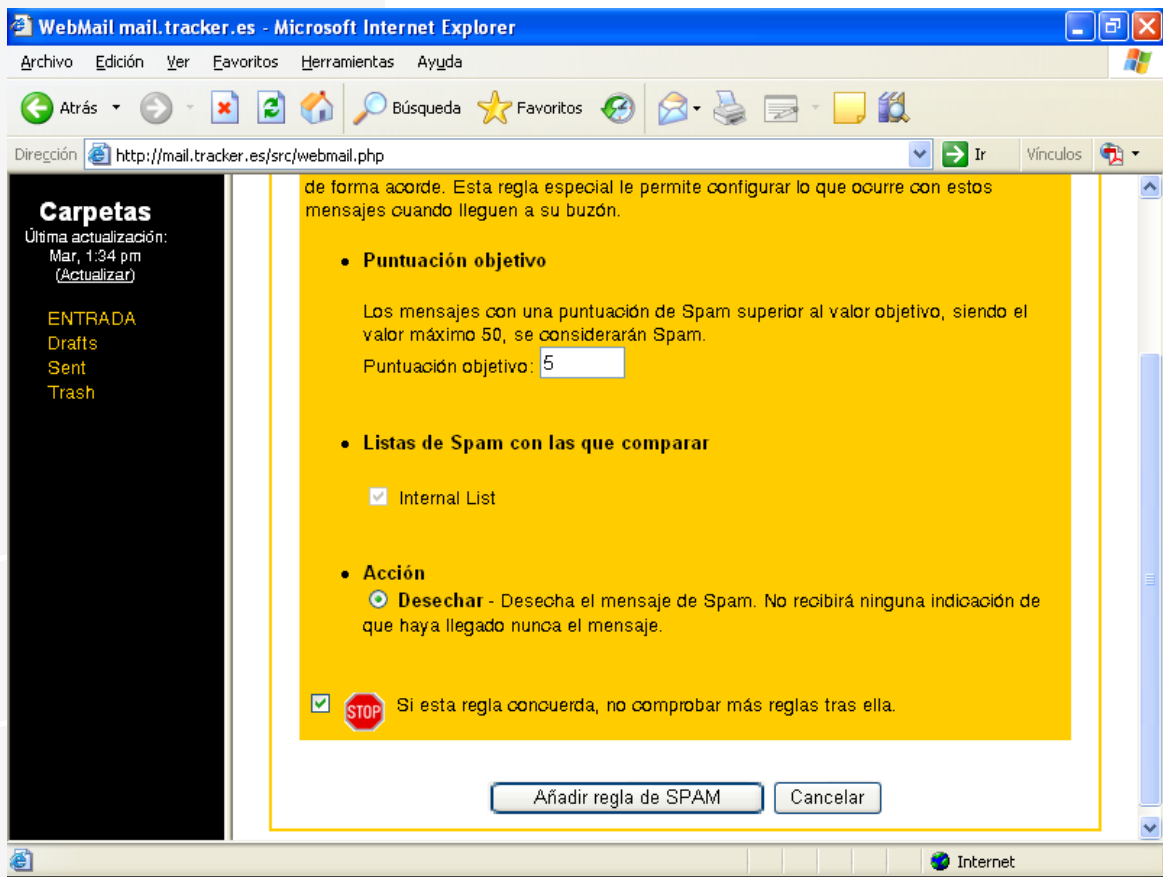 WebMail mail.tracker.es - Microsoft Internet Explorer
Archivo Edición Ver Favoritos Herramientas Ayuda
Atrás Búsqueda Favoritos
Dirección http://mail.tracker.es/src/webmail.php Ir Vínculos
Carpetas
Última actualización:
Mar, 1:34 pm
(Actualizar)
ENTRADA
Drafts
Sent
Trash
de forma acorde. Esta regla especial le permite configurar lo que ocurre con estos
mensajes cuando lleguen a su buzón.
• Puntuación objetivo
Los mensajes con una puntuación de Spam superior al valor objetivo, siendo el
valor máximo 50, se considerarán Spam.
Puntuación objetivo: 5
• Listas de Spam con las que comparar
Internal List
• Acción
Desechar - Desecha el mensaje de Spam. No recibirá ninguna indicación de
que haya llegado nunca el mensaje.
STOP Si esta regla concuerda, no comprobar más reglas tras ella.
Añadir regla de SPAM Cancelar
Internet